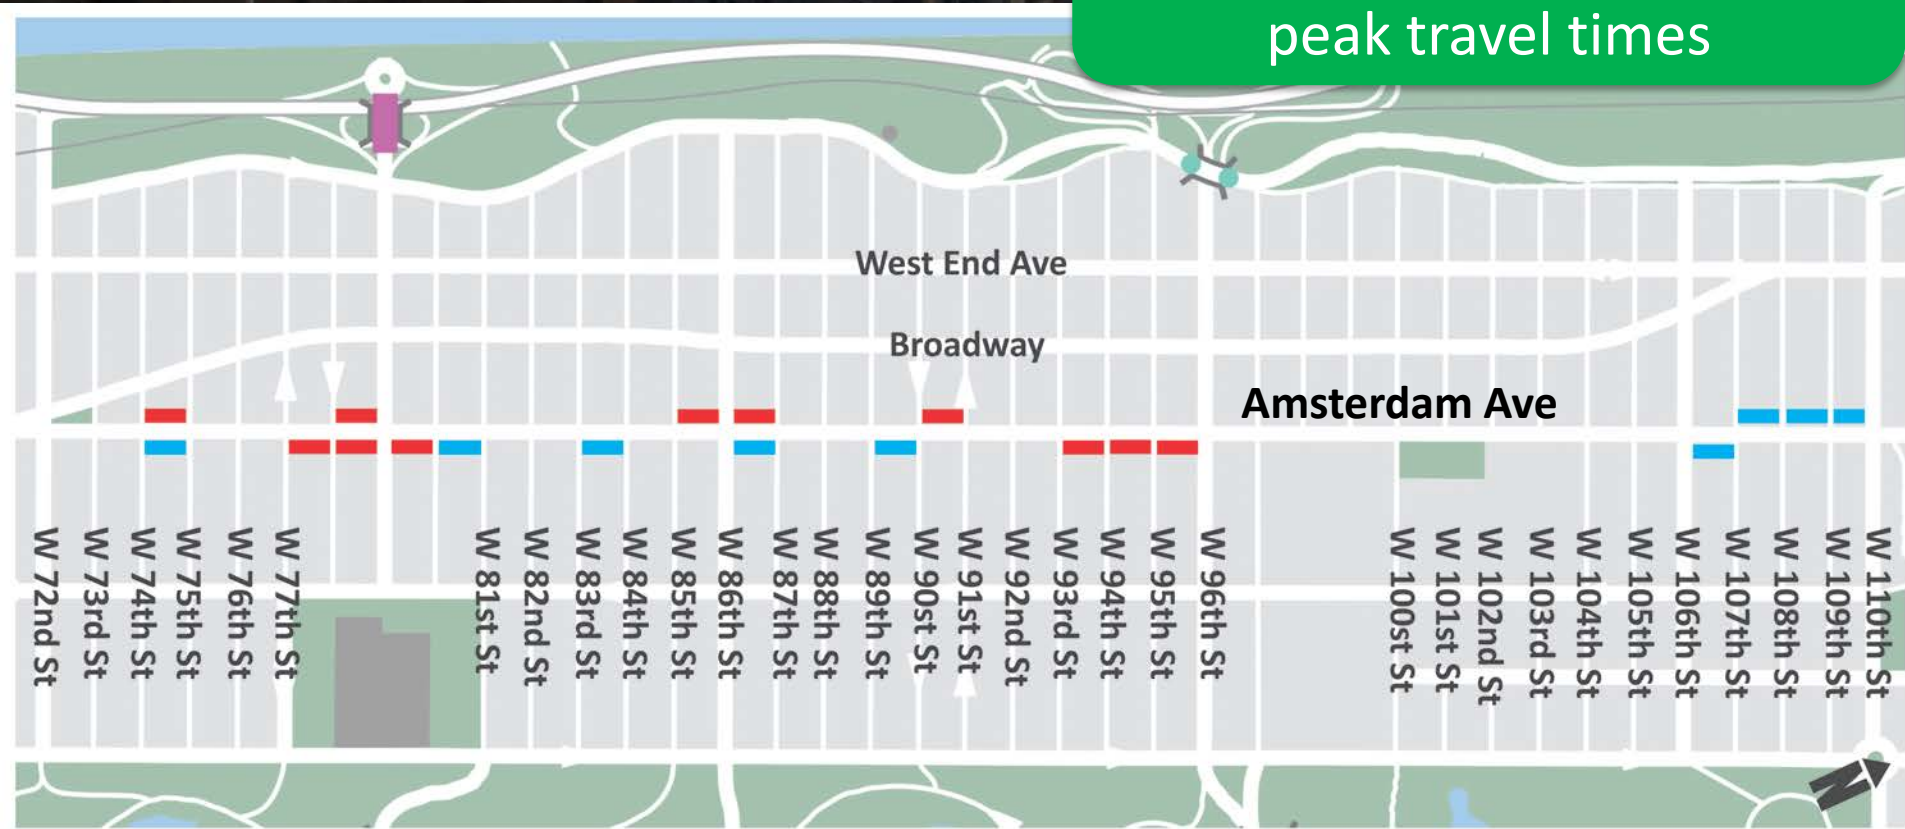 peak travel times
West End Ave
Broadway
Amsterdam Ave
W 72nd St
W 73rd St
W 74th St
W 75th St
W 76th St
W 77th St
W 81st St
W 82nd St
W 83rd St
W 84th St
W 85th St
W 86th St
W 87th St
W 88th St
W 89th St
W 90st St
W 91st St
W 92nd St
W 93rd St
W 94th St
W 95th St
W 96th St
W 100st St
W 101st St
W 102nd St
W 103rd St
W 104th St
W 105th St
W 106th St
W 107th St
W 108th St
W 109th St
W 110th St
N